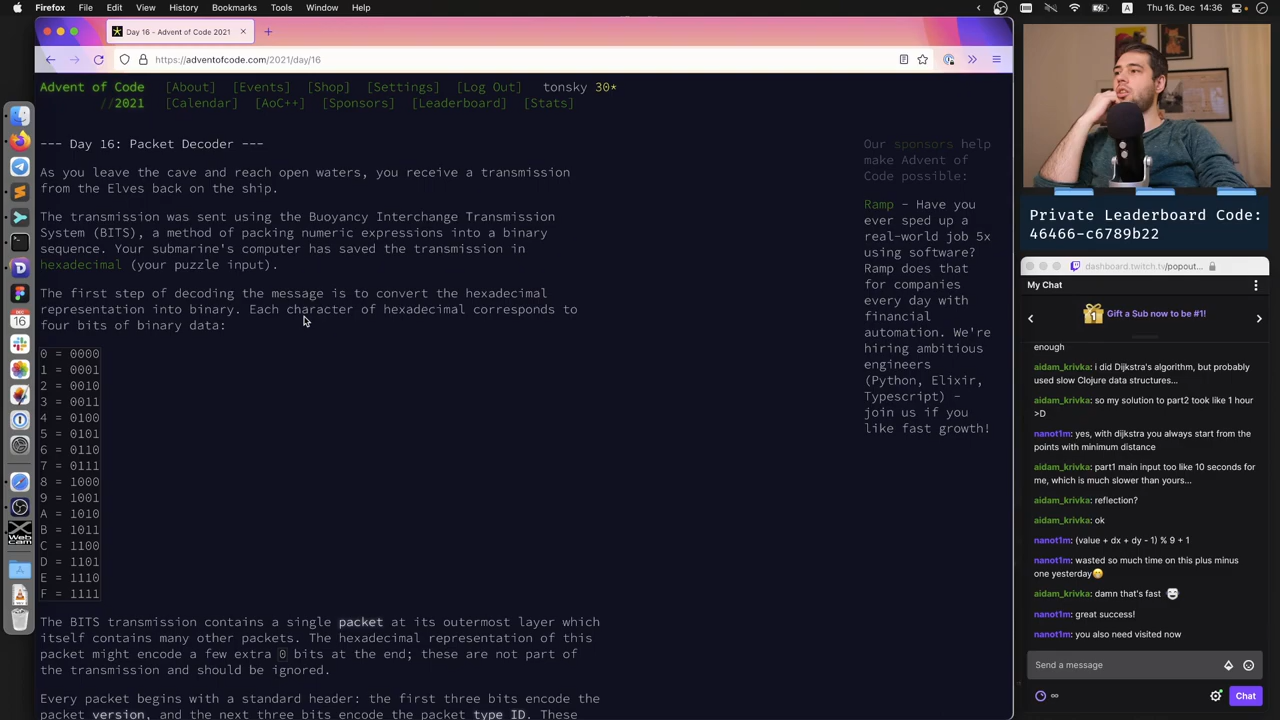 Firefox File Edit View History Bookmarks Tools Window Help
A Thu 16. Dec 14:36
Day 16 - Advent of Code 2021
https://adventofcode.com/2021/day/16
Advent of Code [About] [Events] [Shop] [Settings] [Log Out] tonsky 30*
//2021 [Calendar] [AoC++] [Sponsors] [Leaderboard] [Stats]
--- Day 16: Packet Decoder ---
As you leave the cave and reach open waters, you receive a transmission
from the Elves back on the ship.
The transmission was sent using the Buoyancy Interchange Transmission
System (BITS), a method of packing numeric expressions into a binary
sequence. Your submarine's computer has saved the transmission in
hexadecimal (your puzzle input).
The first step of decoding the message is to convert the hexadecimal
representation into binary. Each character of hexadecimal corresponds to
four bits of binary data:
0 = 0000
1 = 0001
2 = 0010
3 = 0011
4 = 0100
5 = 0101
6 = 0110
7 = 0111
8 = 1000
9 = 1001
A = 1010
B = 1011
C = 1100
D = 1101
E = 1110
F = 1111
The BITS transmission contains a single packet at its outermost layer which
itself contains many other packets. The hexadecimal representation of this
packet might encode a few extra 0 bits at the end; these are not part of
the transmission and should be ignored.
Every packet begins with a standard header: the first three bits encode the
packet version, and the next three bits encode the packet type ID. These
Our sponsors help
make Advent of
Code possible:
Ramp - Have you
ever sped up a
real-world job 5x
using software?
Ramp does that
for companies
every day with
financial
automation. We're
hiring ambitious
engineers
(Python, Elixir,
Typescript) -
join us if you
like fast growth!
Private Leaderboard Code:
46466-c6789b22
dashboard.twitch.tv/popout...
My Chat
Gift a Sub now to be #1!
enough
aidam_krivka: i did Dijkstra's algorithm, but probably
used slow Clojure data structures...
aidam_krivka: so my solution to part2 took like 1 hour
>D
nanot1m: yes, with dijkstra you always start from the
points with minimum distance
aidam_krivka: part1 main input too like 10 seconds for
me, which is much slower than yours...
aidam_krivka: reflection?
aidam_krivka: ok
nanot1m: (value + dx + dy - 1) % 9 + 1
nanot1m: wasted so much time on this plus minus
one yesterday
aidam_krivka: damn that's fast
nanot1m: great success!
nanot1m: you also need visited now
Send a message
∞
Chat